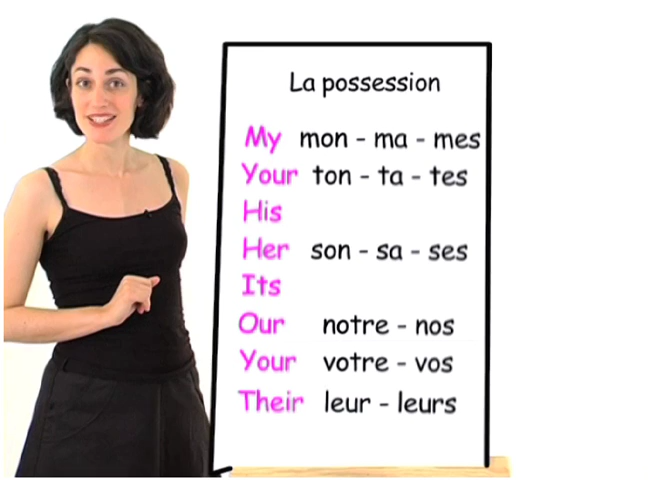 La possession
My mon - ma - mes
Your ton - ta - tes
His
Her son - sa - ses
Its
Our notre - nos
Your votre - vos
Their leur - leurs